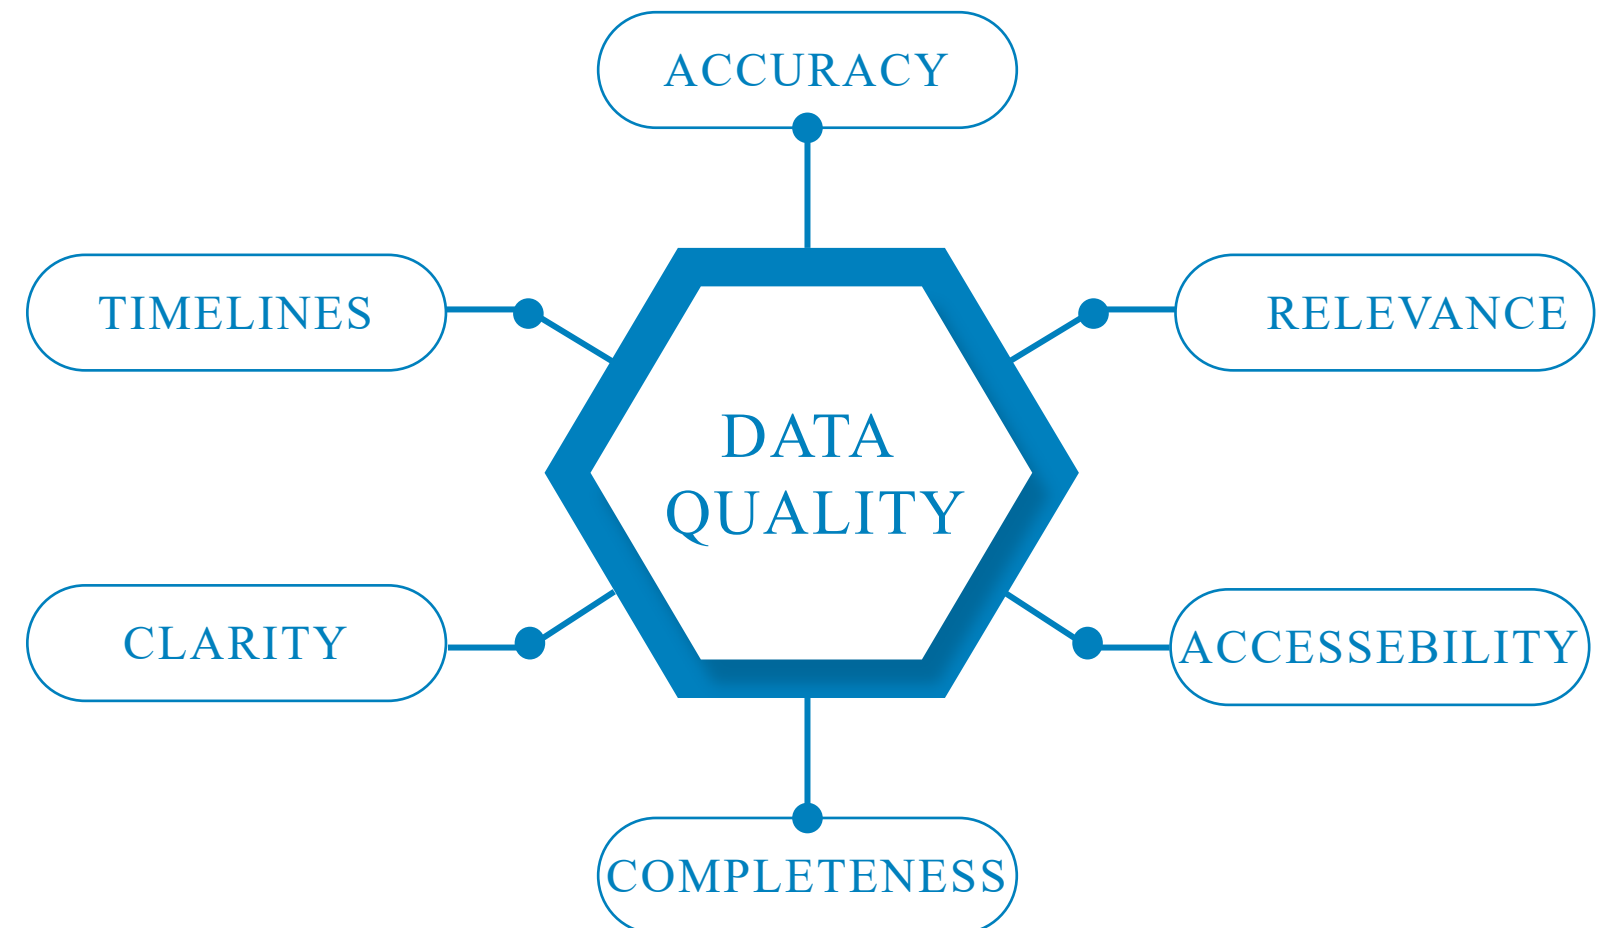 ACCURACY
TIMELINES
RELEVANCE
DATA
QUALITY
CLARITY
ACCESSEBILITY
COMPLETENESS